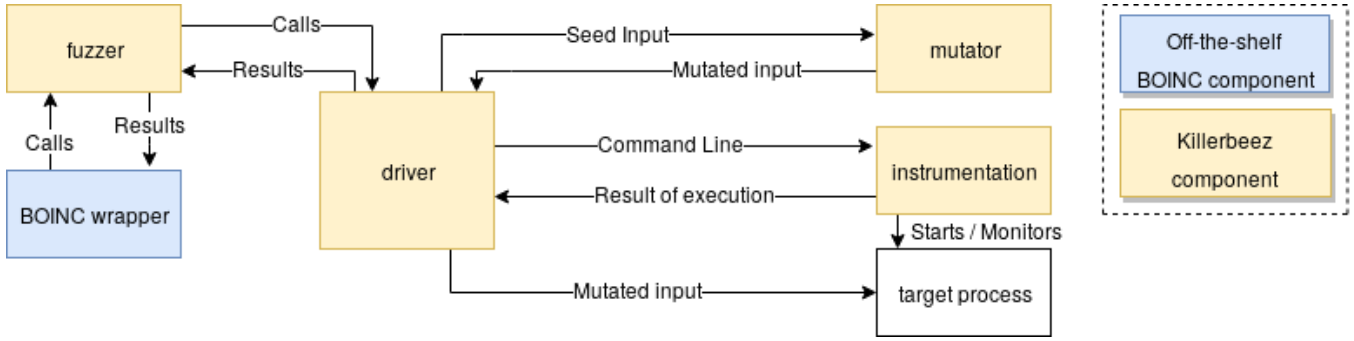 fuzzer
Calls
Results
Calls
Results
BOINC wrapper
driver
Seed Input
Mutated input
mutator
Command Line
Result of execution
instrumentation
Starts / Monitors
Mutated input
target process
Off-the-shelf
BOINC component
Killerbeez
component